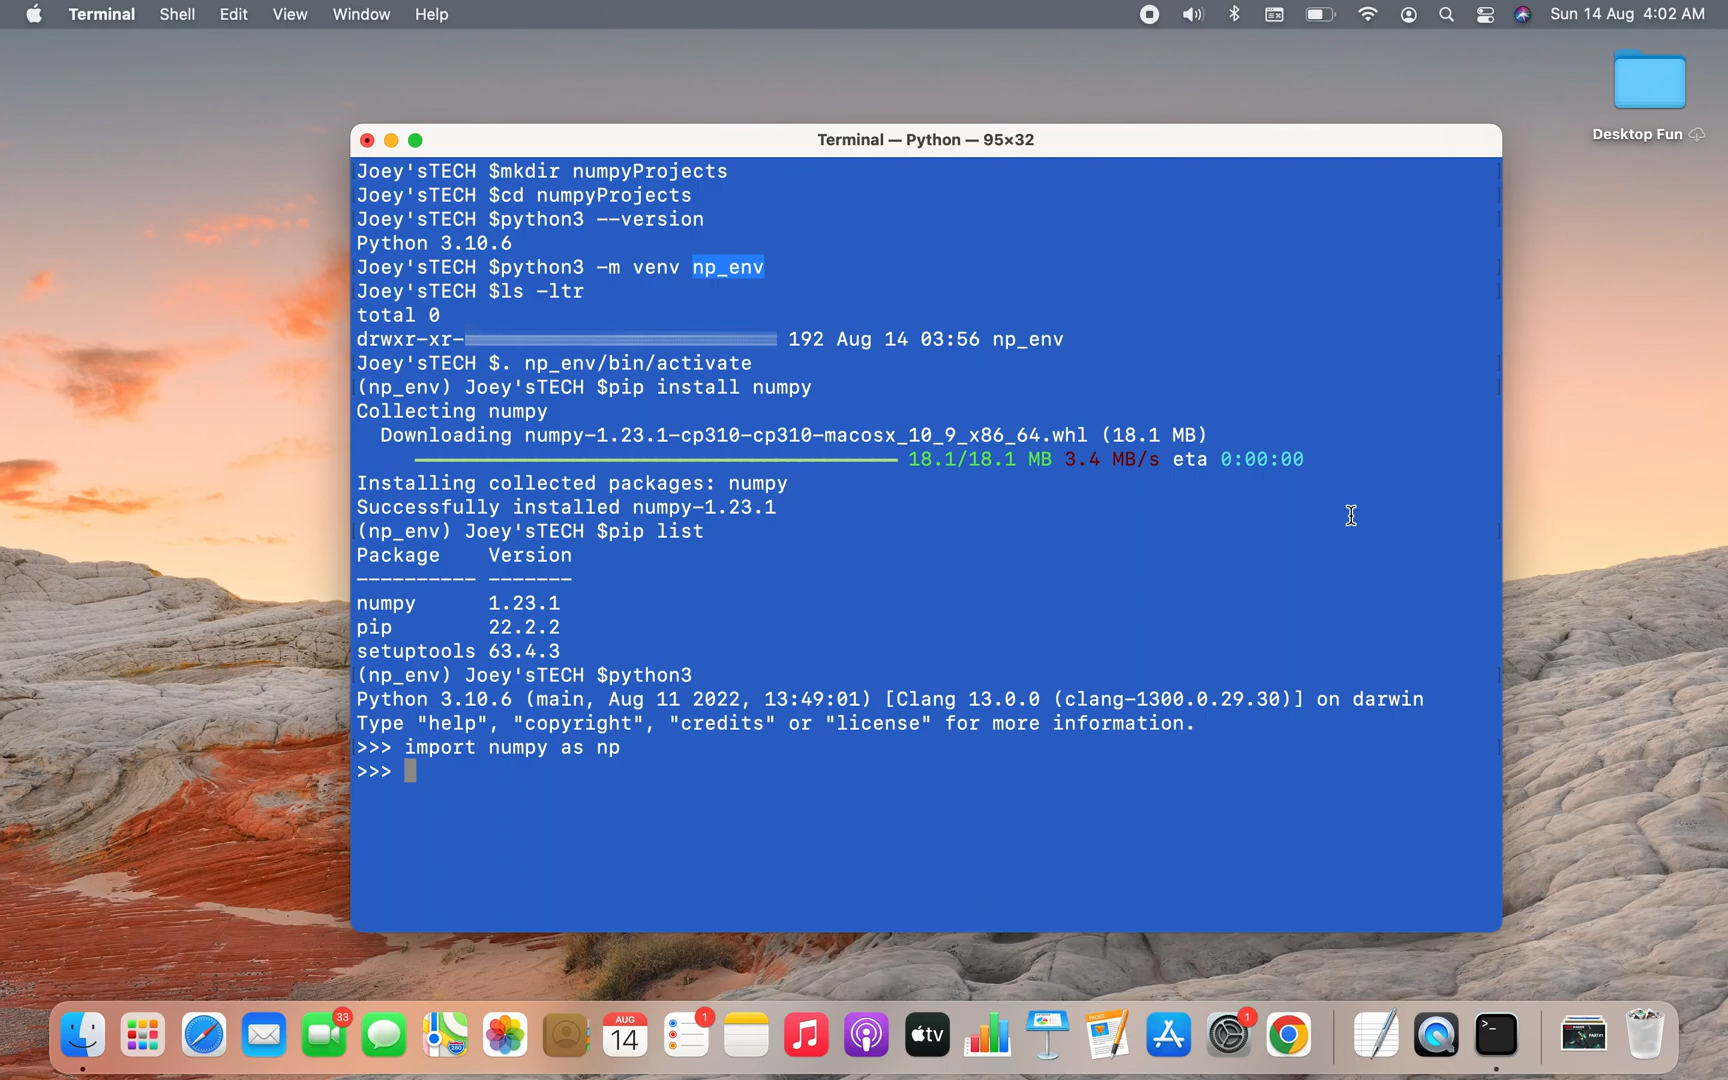 Terminal Shell Edit View Window Help Sun 14 Aug 4:02 AM
Desktop Fun
Terminal — Python — 95×32
Joey'sTECH $mkdir numpyProjects
Joey'sTECH $cd numpyProjects
Joey'sTECH $python3 --version
Python 3.10.6
Joey'sTECH $python3 -m venv np_env
Joey'sTECH $ls -ltr
total 0
drwxr-xr- 192 Aug 14 03:56 np_env
Joey'sTECH $. np_env/bin/activate
(np_env) Joey'sTECH $pip install numpy
Collecting numpy
Downloading numpy-1.23.1-cp310-cp310-macosx_10_9_x86_64.whl (18.1 MB)
18.1/18.1 MB 3.4 MB/s eta 0:00:00
Installing collected packages: numpy
Successfully installed numpy-1.23.1
(np_env) Joey'sTECH $pip list
Package Version
---------- -------
numpy 1.23.1
pip 22.2.2
setuptools 63.4.3
(np_env) Joey'sTECH $python3
Python 3.10.6 (main, Aug 11 2022, 13:49:01) [Clang 13.0.0 (clang-1300.0.29.30)] on darwin
Type "help", "copyright", "credits" or "license" for more information.
>>> import numpy as np
>>>
33
AUG
14
1
tv
1
>_